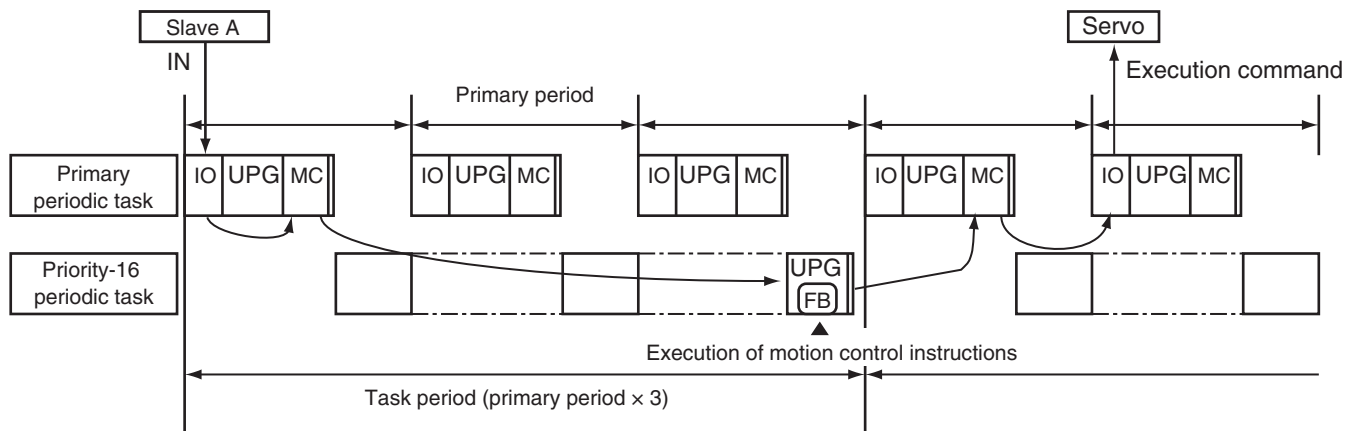 Slave A
Servo
IN
Execution command
Primary period
Primary
periodic task
IO UPG MC
IO UPG MC
IO UPG MC
IO UPG MC
IO UPG MC
Priority-16
periodic task
UPG
FB
Execution of motion control instructions
Task period (primary period × 3)